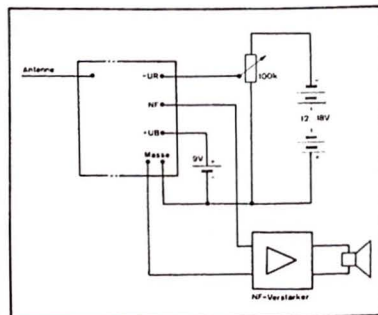 Antenne
-UR
100k
NF
12 18V
-UB
9V
Masse
NF-Verstärker